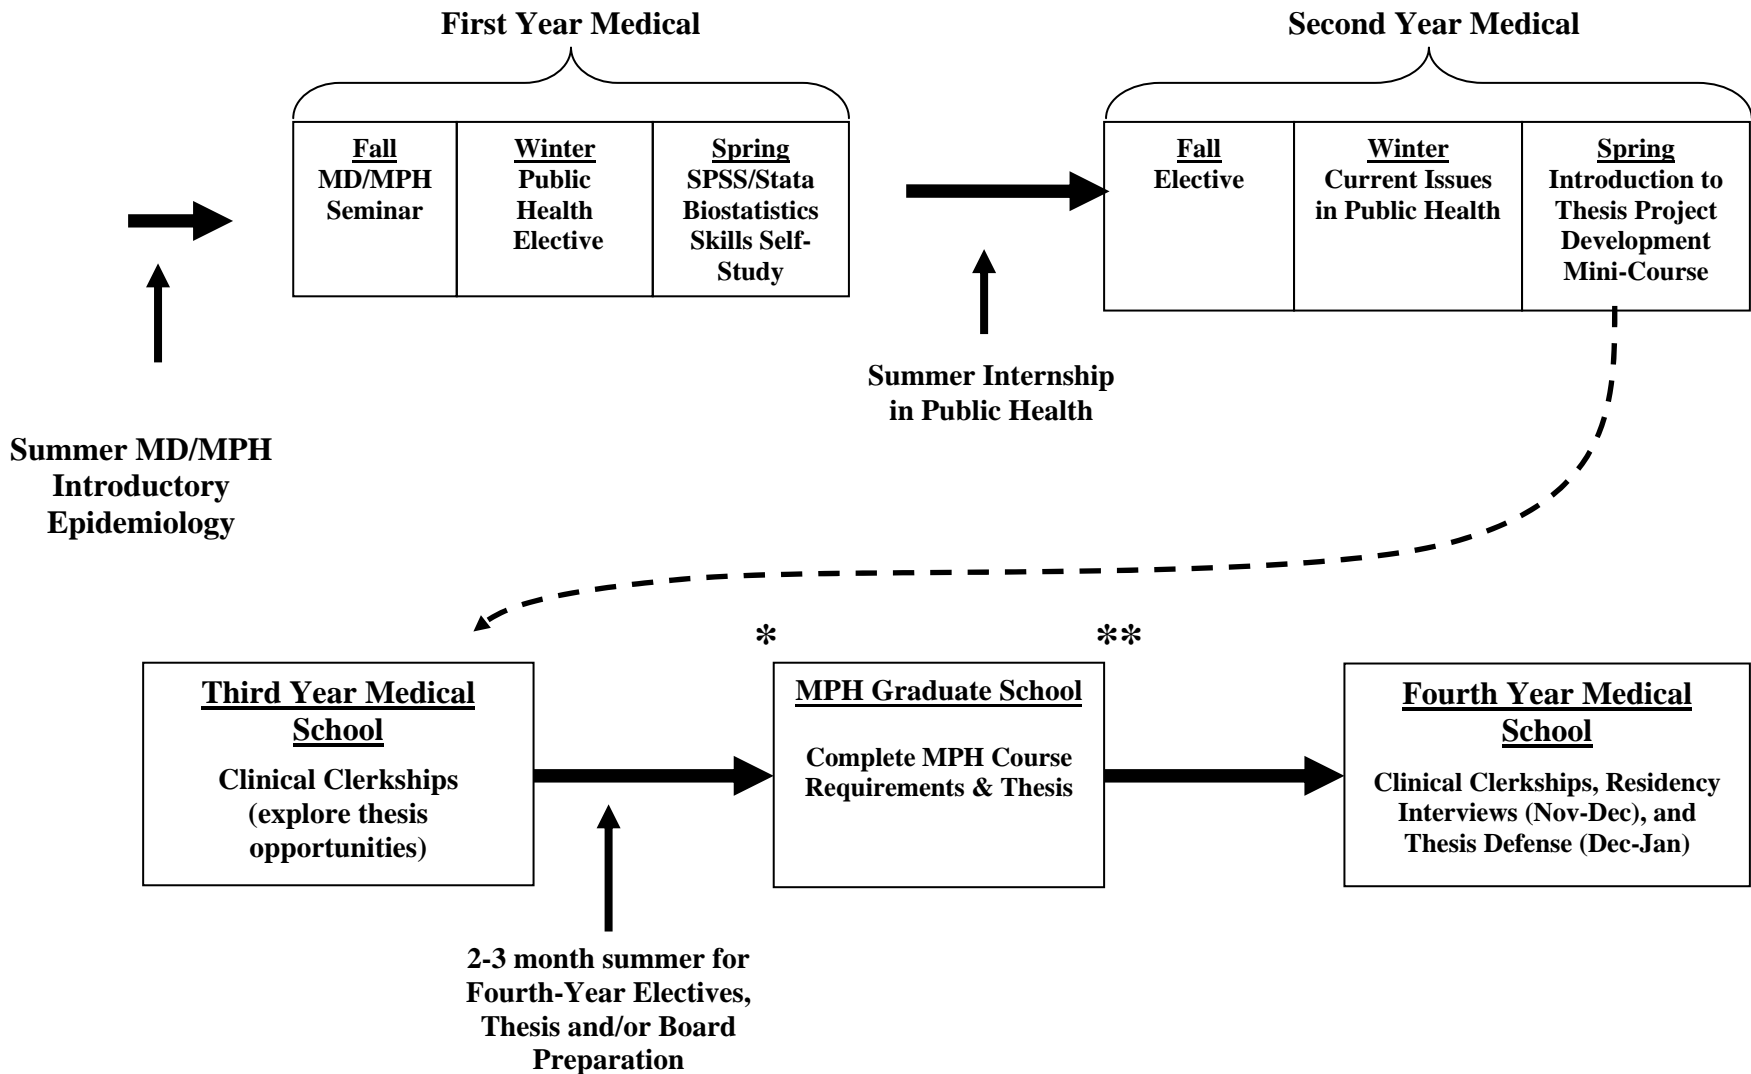 First Year Medical
Second Year Medical
Fall
MD/MPH
Seminar
Winter
Public
Health
Elective
Spring
SPSS/Stata
Biostatistics
Skills Self-
Study
Fall
Elective
Winter
Current Issues
in Public Health
Spring
Introduction to
Thesis Project
Development
Mini-Course
Summer Internship
in Public Health
Summer MD/MPH
Introductory
Epidemiology
*
**
Third Year Medical
School
Clinical Clerkships
(explore thesis
opportunities)
MPH Graduate School
Complete MPH Course
Requirements & Thesis
Fourth Year Medical
School
Clinical Clerkships, Residency
Interviews (Nov-Dec), and
Thesis Defense (Dec-Jan)
2-3 month summer for
Fourth-Year Electives,
Thesis and/or Board
Preparation